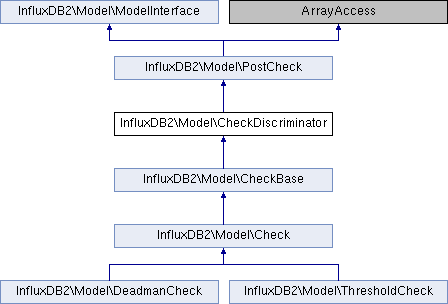 InfluxDB2\Model\ModelInterface
ArrayAccess
InfluxDB2\Model\PostCheck
InfluxDB2\Model\CheckDiscriminator
InfluxDB2\Model\CheckBase
InfluxDB2\Model\Check
InfluxDB2\Model\DeadmanCheck
InfluxDB2\Model\ThresholdCheck